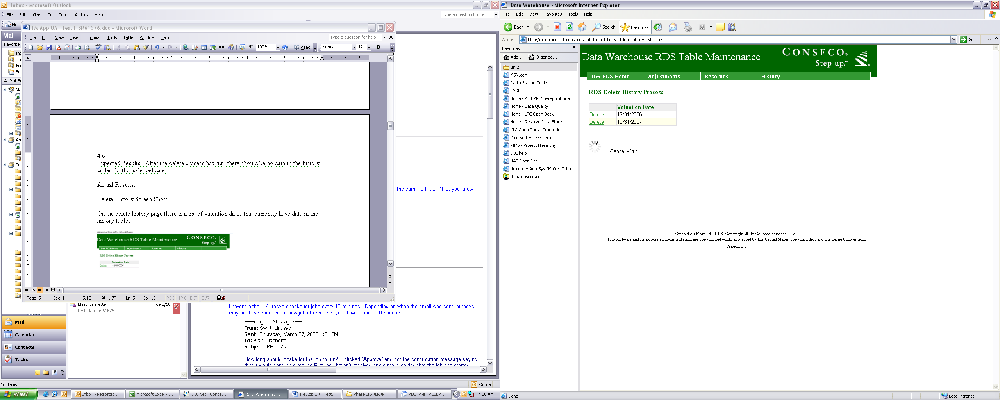 Inbox - Microsoft Outlook
File Edit View Go Tools Actions Help
Type a question for help
New
Mail
Favorite
All Mail Fo
TM App UAT Test ITSR61576.doc - Microsoft Word
File Edit View Insert Format Tools Table Window Help
Type a question for help
100% Read Normal 12 B
4.6
Expected Results:  After the delete process has run, there should be no data in the history
tables for that selected date.
Actual Results:
Delete History Screen Shots...
On the delete history page there is a list of valuation dates that currently have data in the
history tables.
ad/tablemaint/rds_delete_historyList.aspx
Data Warehouse RDS Table Maintenance
CONSECO.
Step up.℠
DW RDS Home Adjustments Reserves History
RDS Delete History Process
Valuation Date
Delete 12/31/2006
Page 5 Sec 1 5/13 At 1.7" Ln 5 Col 16 REC TRK EXT OVR
the eamil to Plat.  I'll let you know
Blair, Nannette Tue 3/18
UAT Plan for 61576
I haven't either.  Autosys checks for jobs every 15 minutes.  Depending on when the email was sent, autosys
may not have checked for new jobs to process yet.  Give it about 10 minutes.
-----Original Message-----
From: Swift, Lindsay
Sent: Thursday, March 27, 2008 1:51 PM
To: Blair, Nannette
Subject: RE: TM app
How long should it take for the job to run?  I clicked "Approve" and got the confirmation message saying
that it would send an e-mail to Plat, be I haven't received any e-mails saying that the job has started
Mail
Calendar
Contacts
Tasks
16 Items
Online
start
Inbox - Microsoft... Microsoft Excel - ... CNONet | Conse... Data Warehouse... TM App UAT Test... Phase III-ALR & ... RDS_VMF_RESER... 7:56 AM
Data Warehouse - Microsoft Internet Explorer
File Edit View Favorites Tools Help
Back Search Favorites
Address http://ntintranet-t1.conseco.ad/tablemaint/rds_delete_historyList.aspx Go Links
Favorites
Add... Organize...
Links
MSN.com
Radio Station Guide
CSDR
Home - AE EPIC Sharepoint Site
Home - Data Quality
Home - LTC Open Deck
Home - Reserve Data Store
LTC Open Deck - Production
Microsoft Access Help
PIMS - Project Hierarchy
SQL help
UAT Open Deck
Unicenter AutoSys JM Web Inter...
sftp.conseco.com
Data Warehouse RDS Table Maintenance
CONSECO®
Step up.℠
DW RDS Home Adjustments Reserves History
RDS Delete History Process
Valuation Date
Delete 12/31/2006
Delete 12/31/2007
Please Wait...
Created on March 4, 2008. Copyright 2008 Conseco Services, LLC.
This software and its associated documentation are copyrighted works protected by the United States Copyright Act and the Berne Convention.
Version 1.0
Done
Local intranet